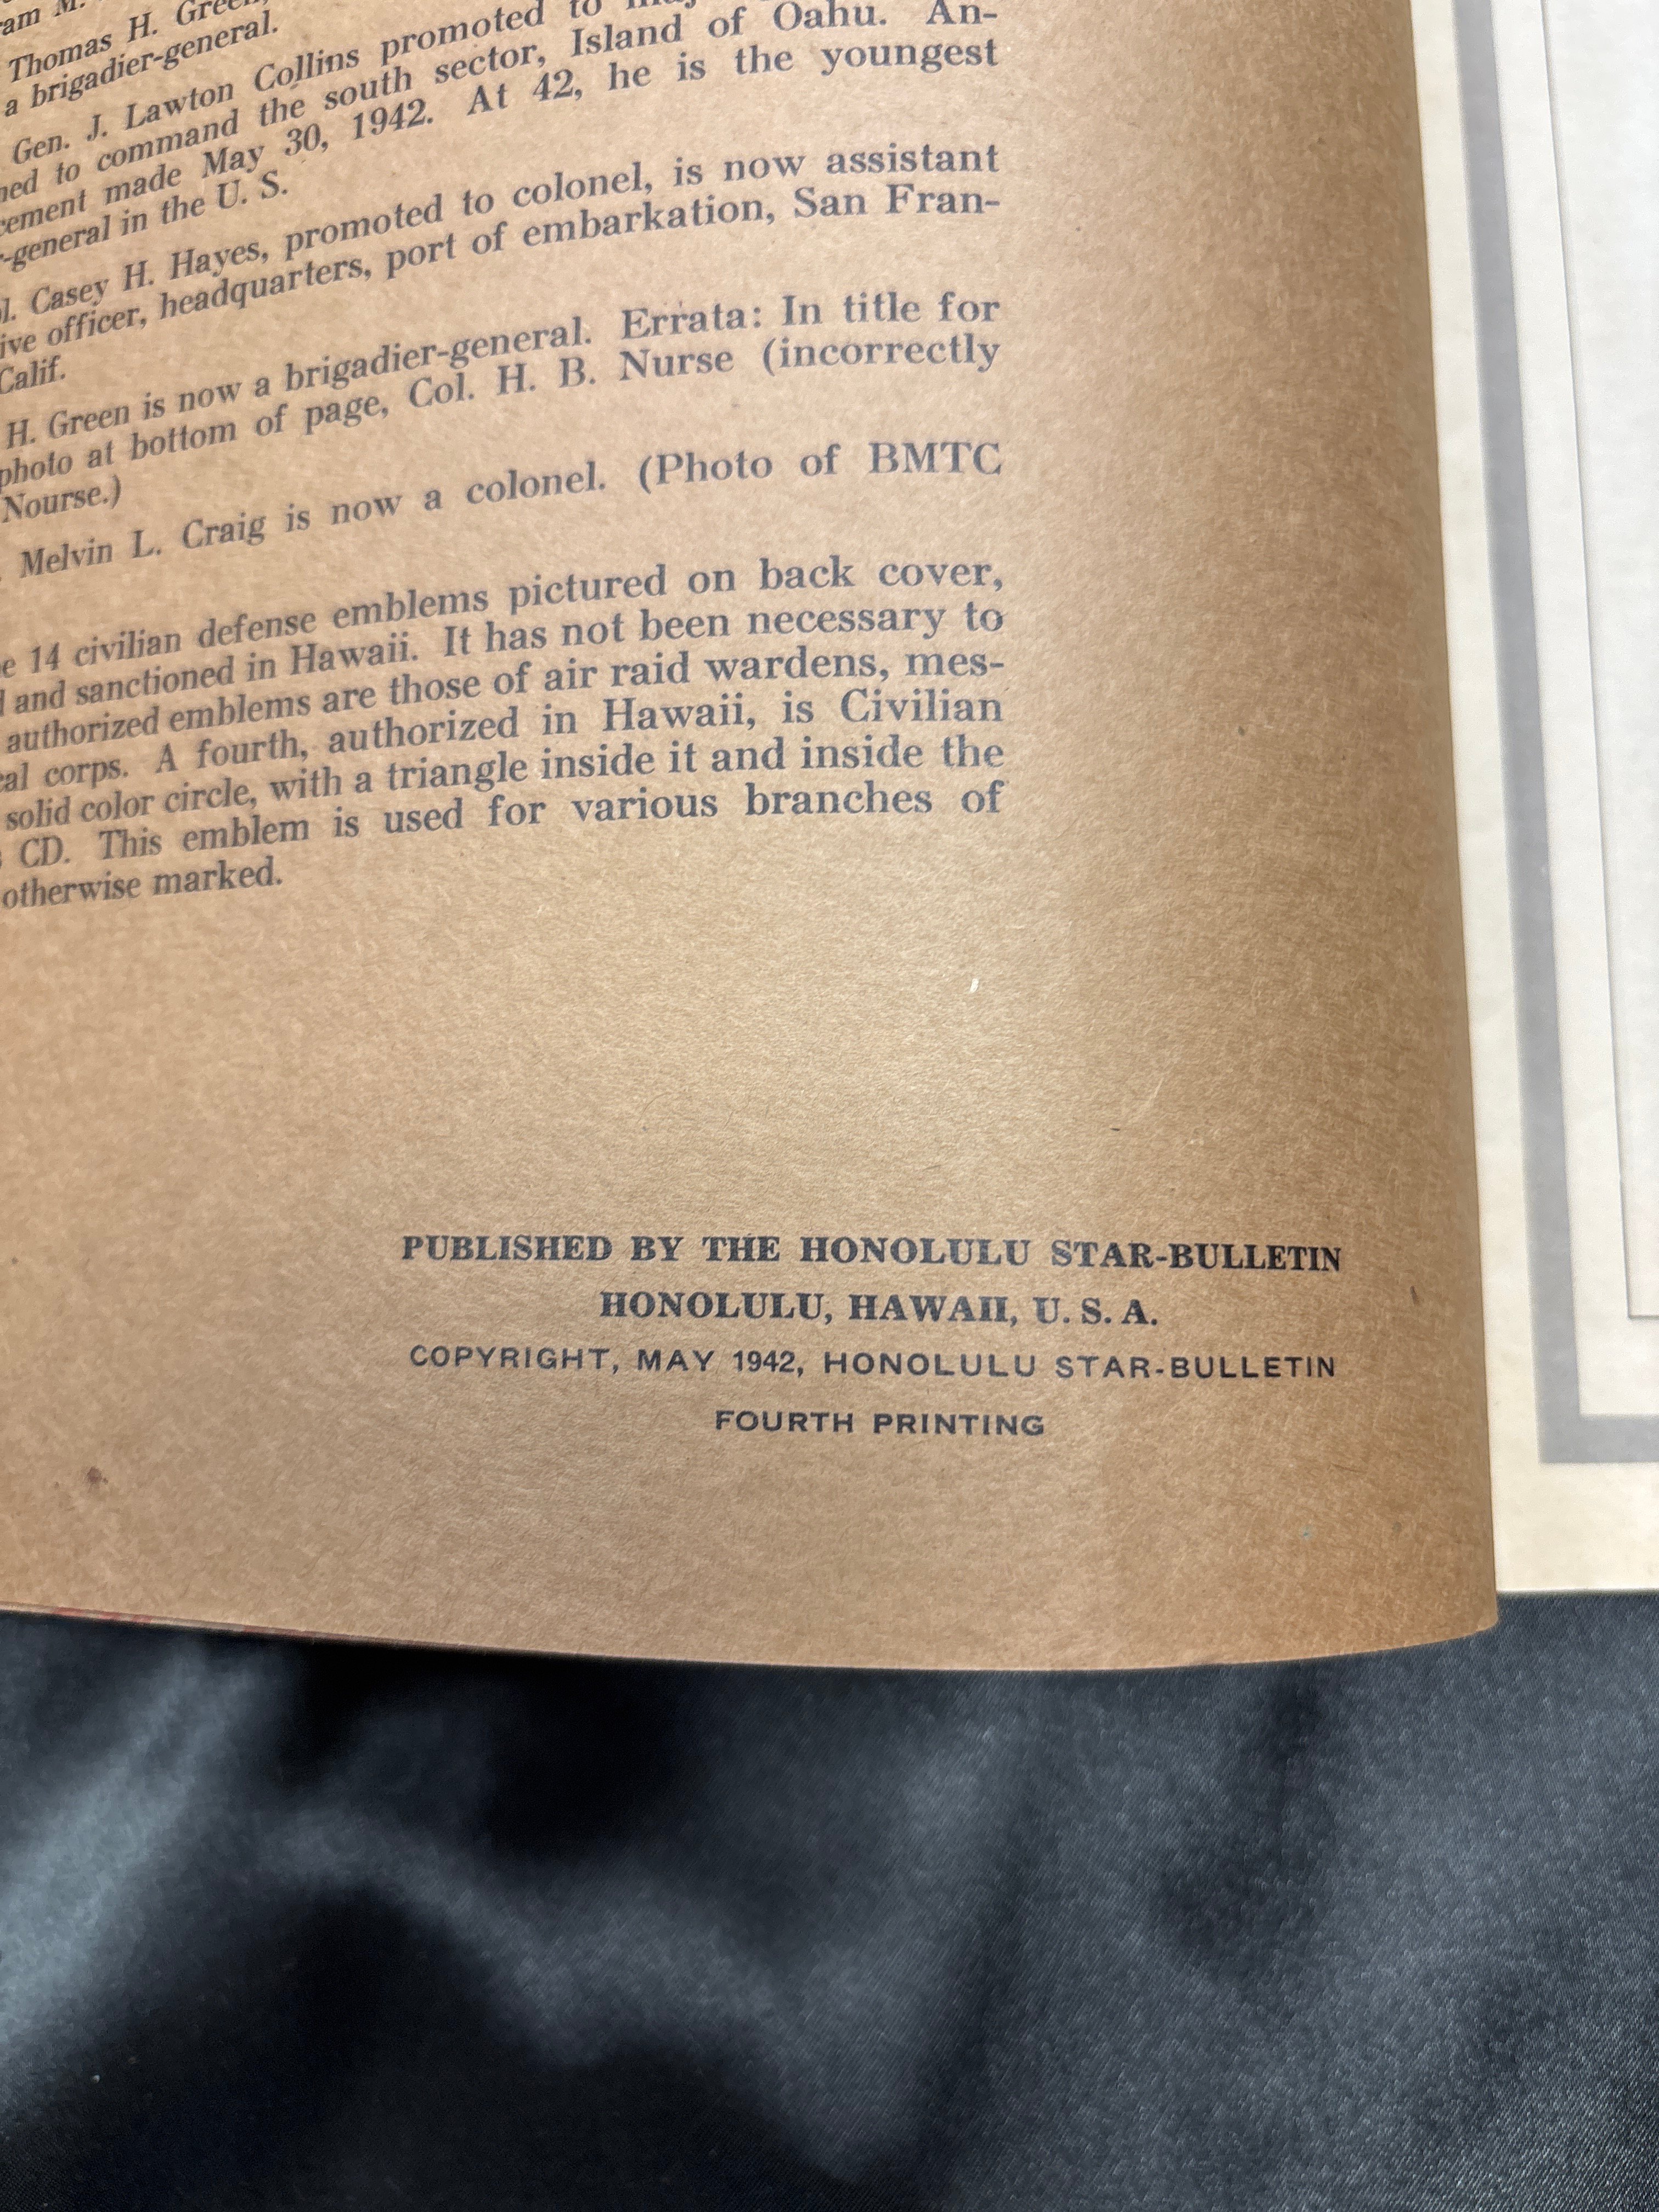 Thomas H. Green,
a brigadier-general.
Gen. J. Lawton Collins promoted to
to command the south sector, Island of Oahu. An-
made May 30, 1942. At 42, he is the youngest
-general in the U. S.
Casey H. Hayes, promoted to colonel, is now assistant
officer, headquarters, port of embarkation, San Fran-
Calif.
H. Green is now a brigadier-general. Errata: In title for
photo at bottom of page, Col. H. B. Nurse (incorrectly
Nourse.)
Melvin L. Craig is now a colonel. (Photo of BMTC
14 civilian defense emblems pictured on back cover,
and sanctioned in Hawaii. It has not been necessary to
authorized emblems are those of air raid wardens, mes-
corps. A fourth, authorized in Hawaii, is Civilian
solid color circle, with a triangle inside it and inside the
CD. This emblem is used for various branches of
otherwise marked.
PUBLISHED BY THE HONOLULU STAR-BULLETIN
HONOLULU, HAWAII, U. S. A.
COPYRIGHT, MAY 1942, HONOLULU STAR-BULLETIN
FOURTH PRINTING